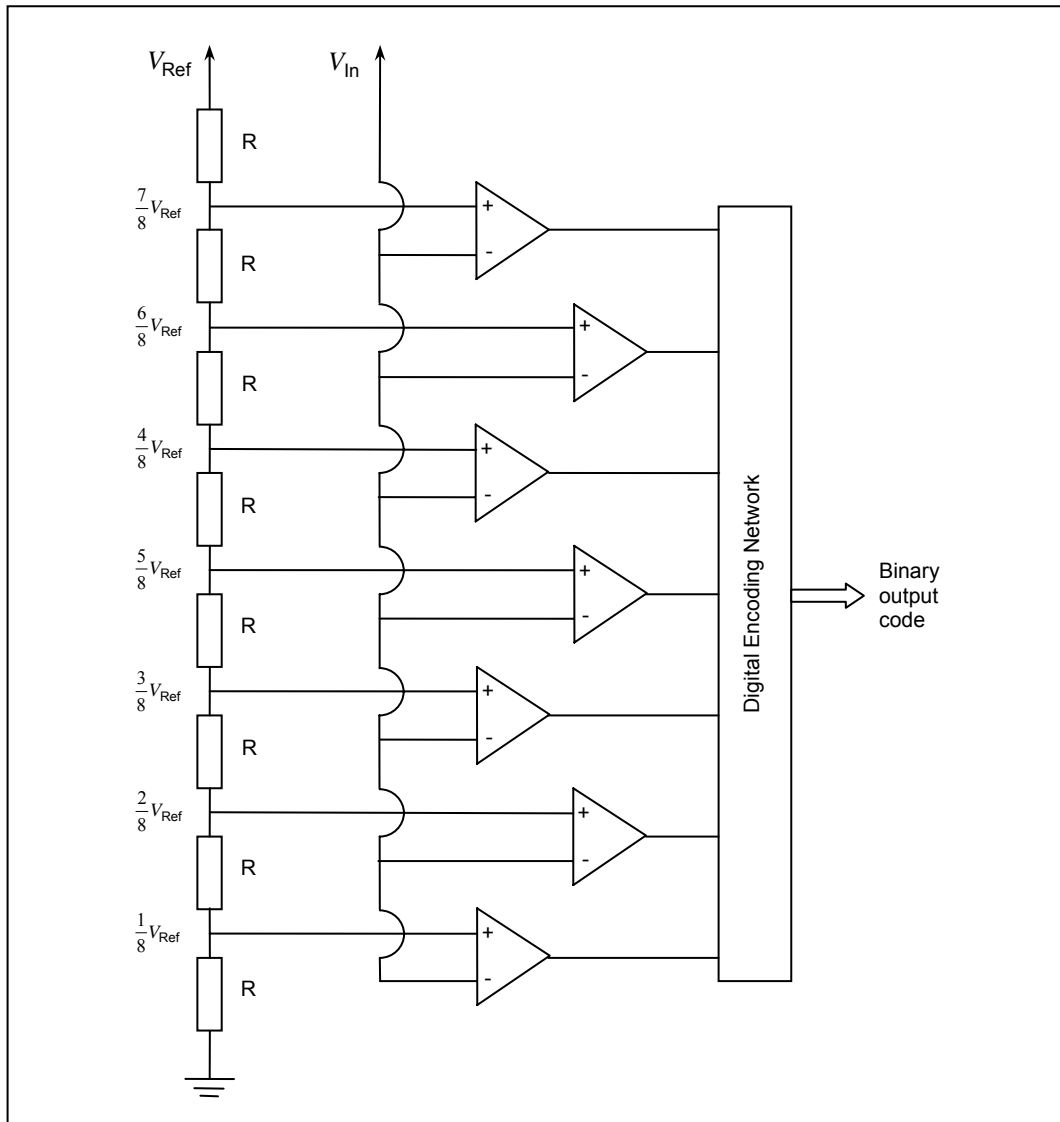 V_Ref
V_In
R
7/8 V_Ref
+
-
R
6/8 V_Ref
+
-
R
4/8 V_Ref
+
-
R
5/8 V_Ref
+
-
R
3/8 V_Ref
+
-
R
2/8 V_Ref
+
-
R
1/8 V_Ref
+
-
R
Digital Encoding Network
Binary
output
code